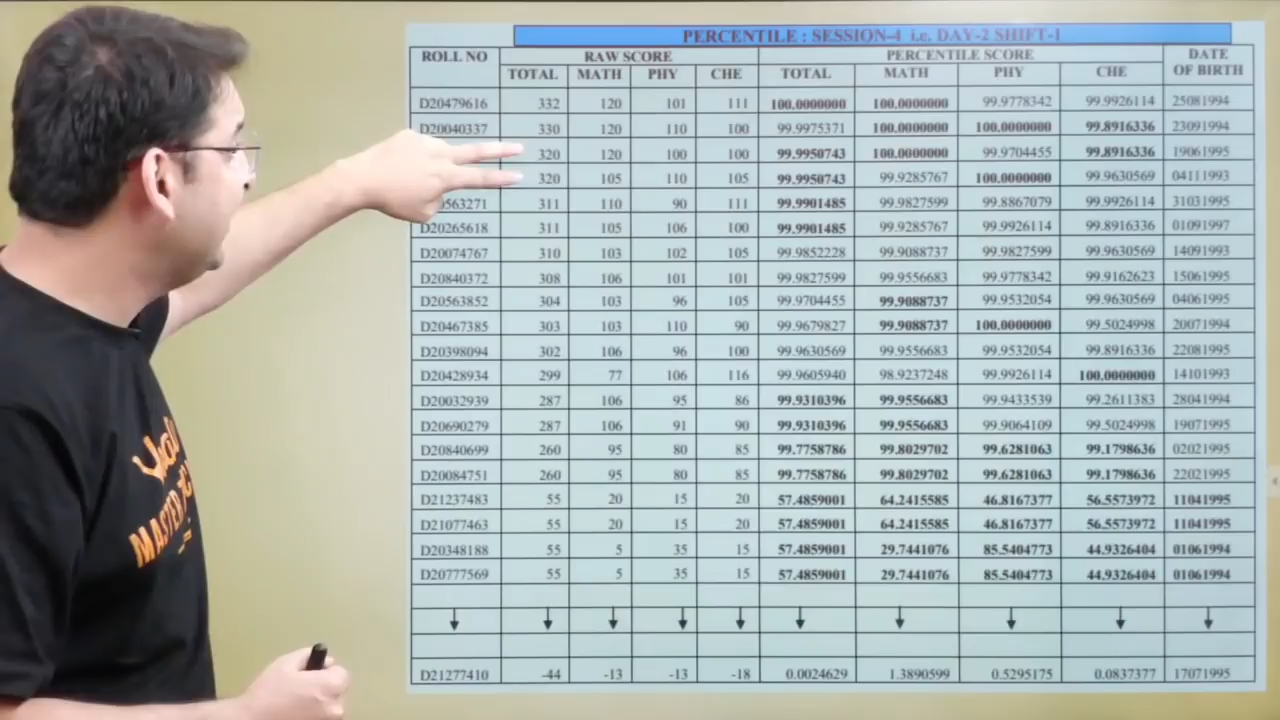 PERCENTILE : SESSION-4 i.e. DAY-2 SHIFT-1
ROLL NO RAW SCORE PERCENTILE SCORE DATE OF BIRTH
TOTAL MATH PHY CHE TOTAL MATH PHY CHE
D20479616 332 120 101 111 100.0000000 100.0000000 99.9778342 99.9926114 25081994
D20040337 330 120 110 100 99.9975371 100.0000000 100.0000000 99.8916336 23091994
320 120 100 100 99.9950743 100.0000000 99.9704455 99.8916336 19061995
320 105 110 105 99.9950743 99.9285767 100.0000000 99.9630569 04111993
563271 311 110 90 111 99.9901485 99.9827599 99.8867079 99.9926114 31031995
D20265618 311 105 106 100 99.9901485 99.9285767 99.9926114 99.8916336 01091997
D20074767 310 103 102 105 99.9852228 99.9088737 99.9827599 99.9630569 14091993
D20840372 308 106 101 101 99.9827599 99.9556683 99.9778342 99.9162623 15061995
D20563852 304 103 96 105 99.9704455 99.9088737 99.9532054 99.9630569 04061995
D20467385 303 103 110 90 99.9679827 99.9088737 100.0000000 99.5024998 20071994
D20398094 302 106 96 100 99.9630569 99.9556683 99.9532054 99.8916336 22081995
D20428934 299 77 106 116 99.9605940 98.9237248 99.9926114 100.0000000 14101993
D20032939 287 106 95 86 99.9310396 99.9556683 99.9433539 99.2611383 28041994
D20690279 287 106 91 90 99.9310396 99.9556683 99.9064109 99.5024998 19071995
D20840699 260 95 80 85 99.7758786 99.8029702 99.6281063 99.1798636 02021995
D20084751 260 95 80 85 99.7758786 99.8029702 99.6281063 99.1798636 22021995
D21237483 55 20 15 20 57.4859001 64.2415585 46.8167377 56.5573972 11041995
D21077463 55 20 15 20 57.4859001 64.2415585 46.8167377 56.5573972 11041995
D20348188 55 5 35 15 57.4859001 29.7441076 85.5404773 44.9326404 01061994
D20777569 55 5 35 15 57.4859001 29.7441076 85.5404773 44.9326404 01061994
D21277410 -44 -13 -13 -18 0.0024629 1.3890599 0.5295175 0.0837377 17071995